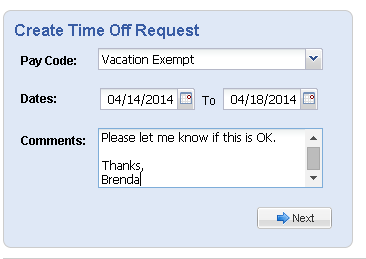 Create Time Off Request
Pay Code: Vacation Exempt
Dates: 04/14/2014 To 04/18/2014
Comments: Please let me know if this is OK.
Thanks,
Brenda
Next